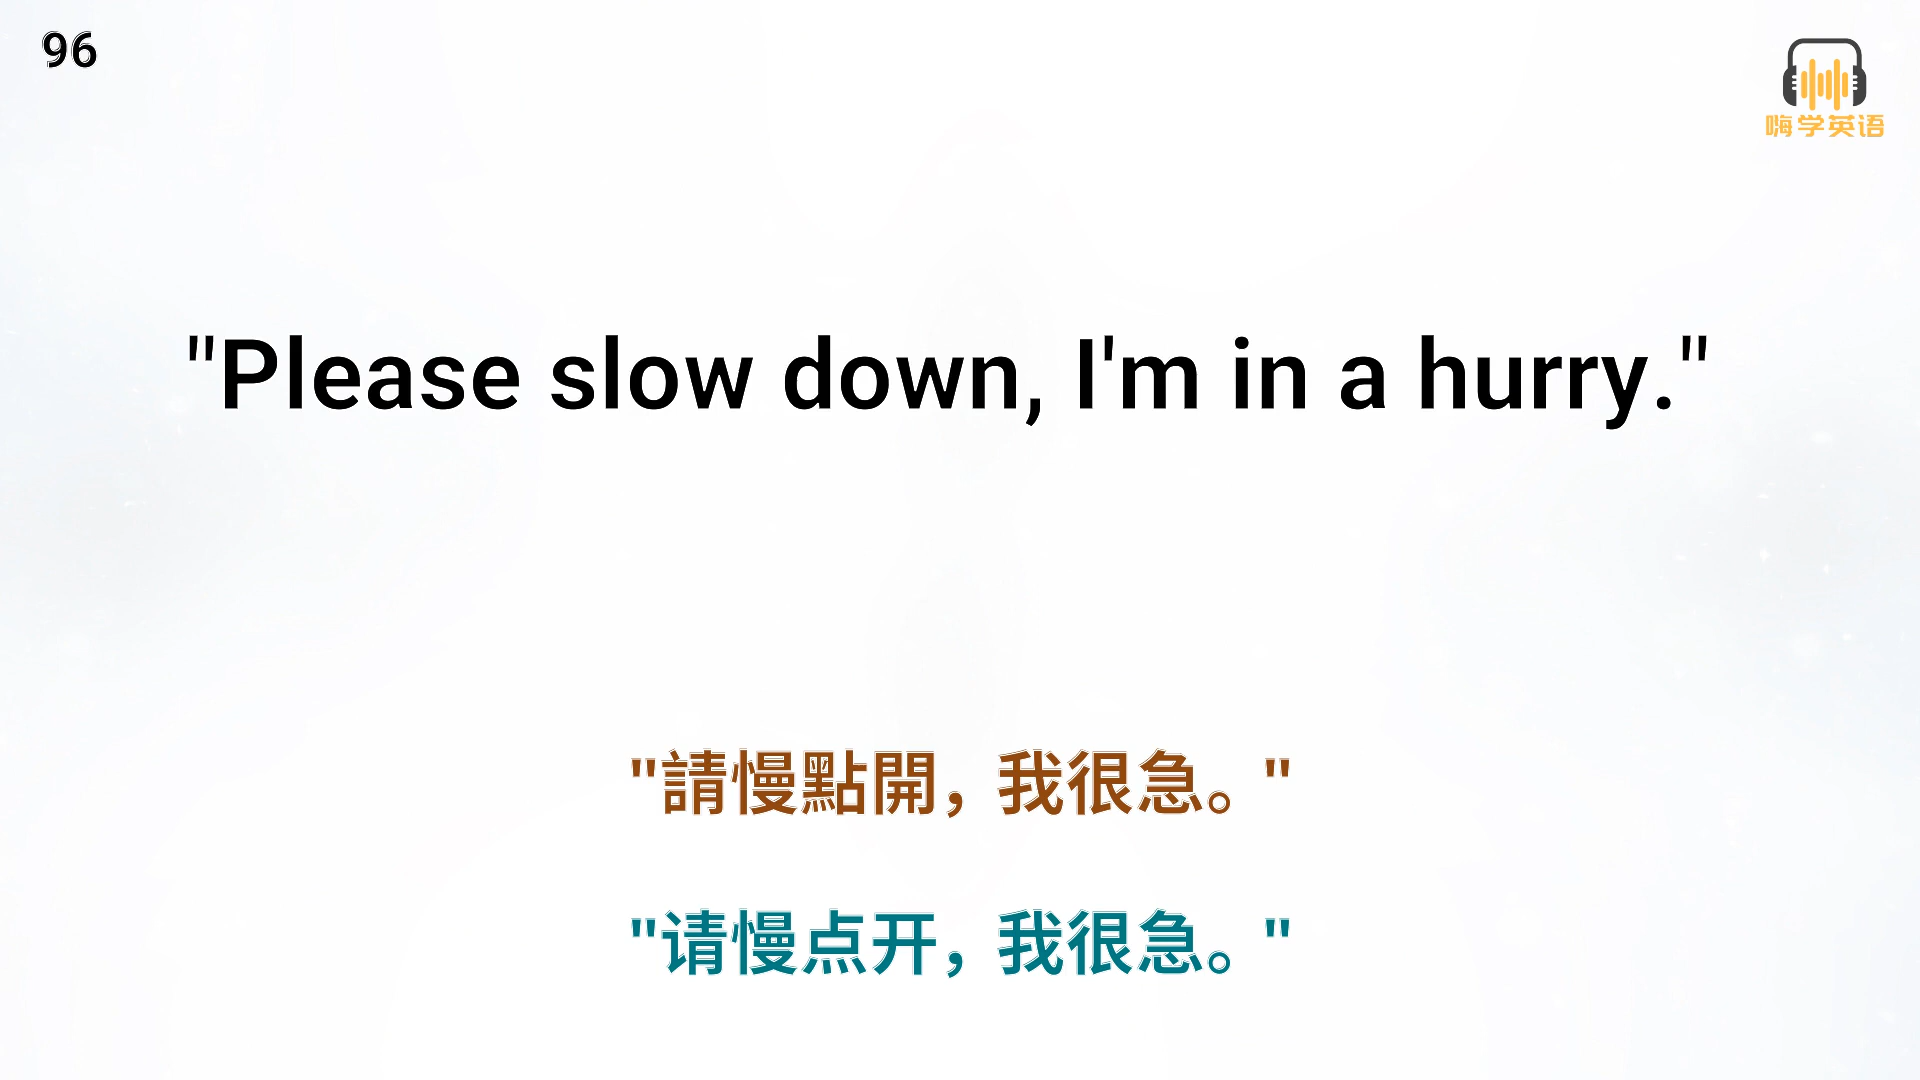 96
嗨学英语
"Please slow down, I'm in a hurry."
"請慢點開，我很急。"
"请慢点开，我很急。"